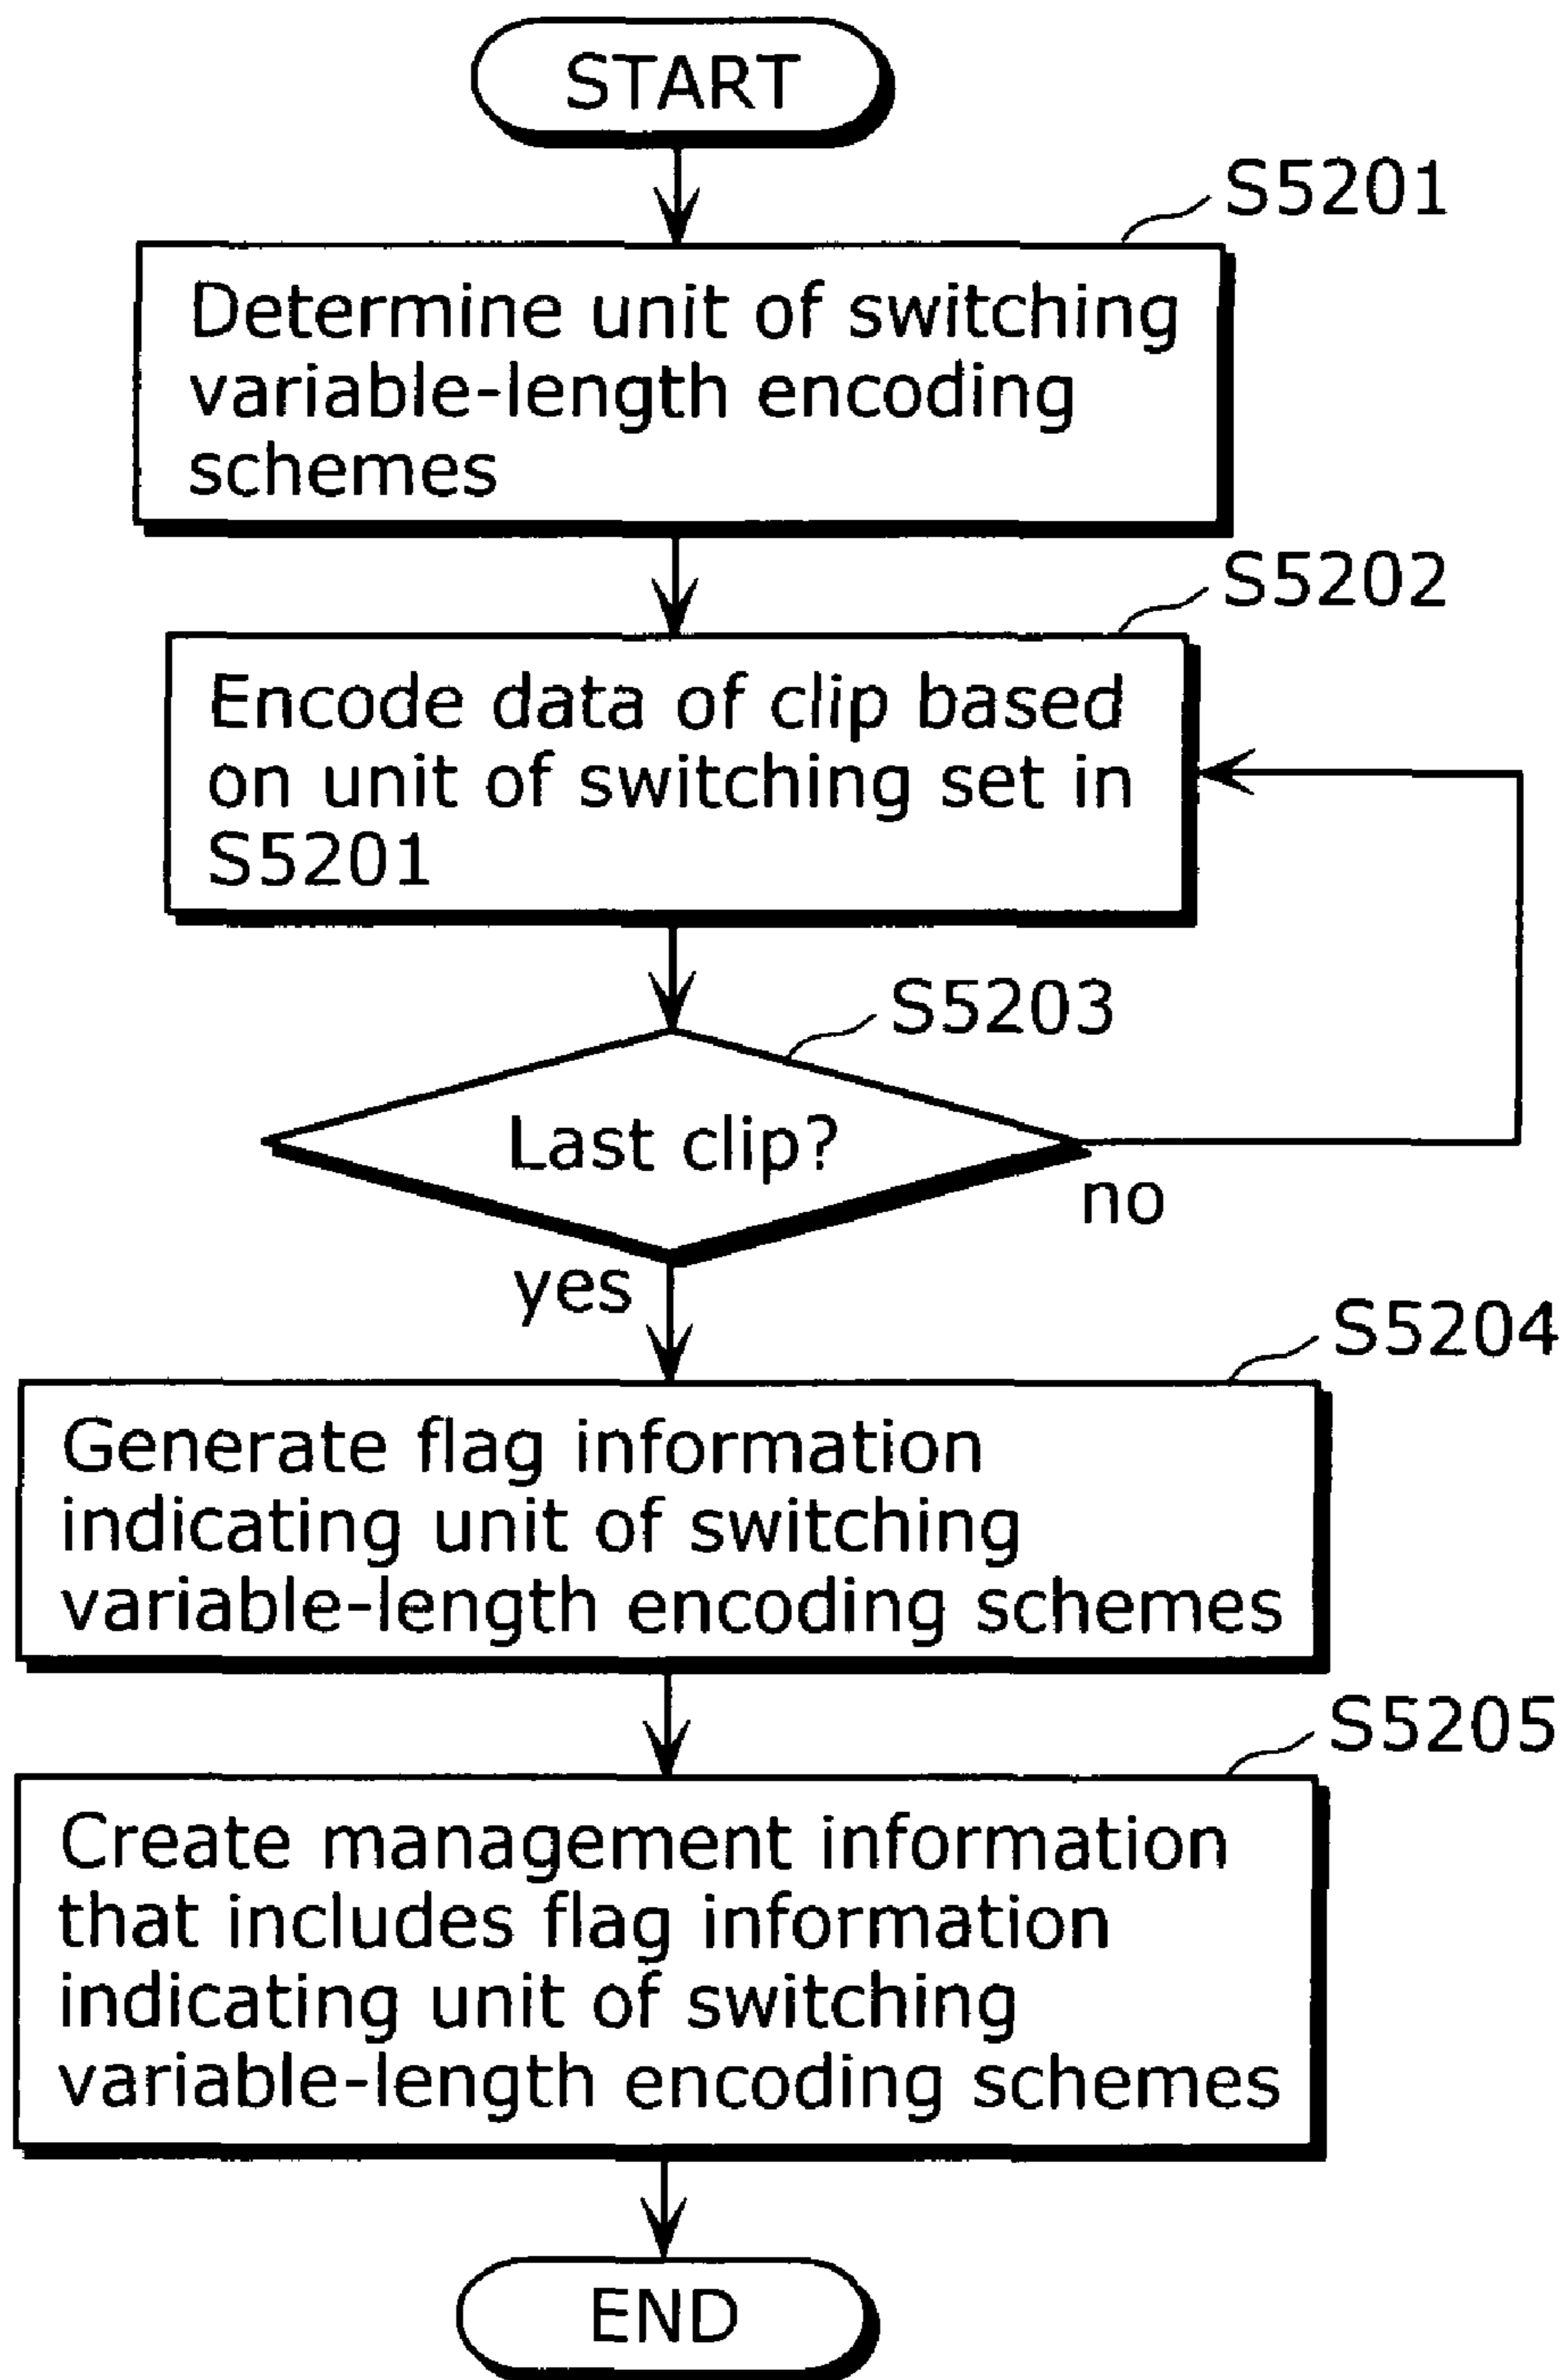 START
S5201
Determine unit of switching
variable-length encoding
schemes
S5202
Encode data of clip based
on unit of switching set in
S5201
S5203
Last clip?
no
yes
S5204
Generate flag information
indicating unit of switching
variable-length encoding schemes
S5205
Create management information
that includes flag information
indicating unit of switching
variable-length encoding schemes
END